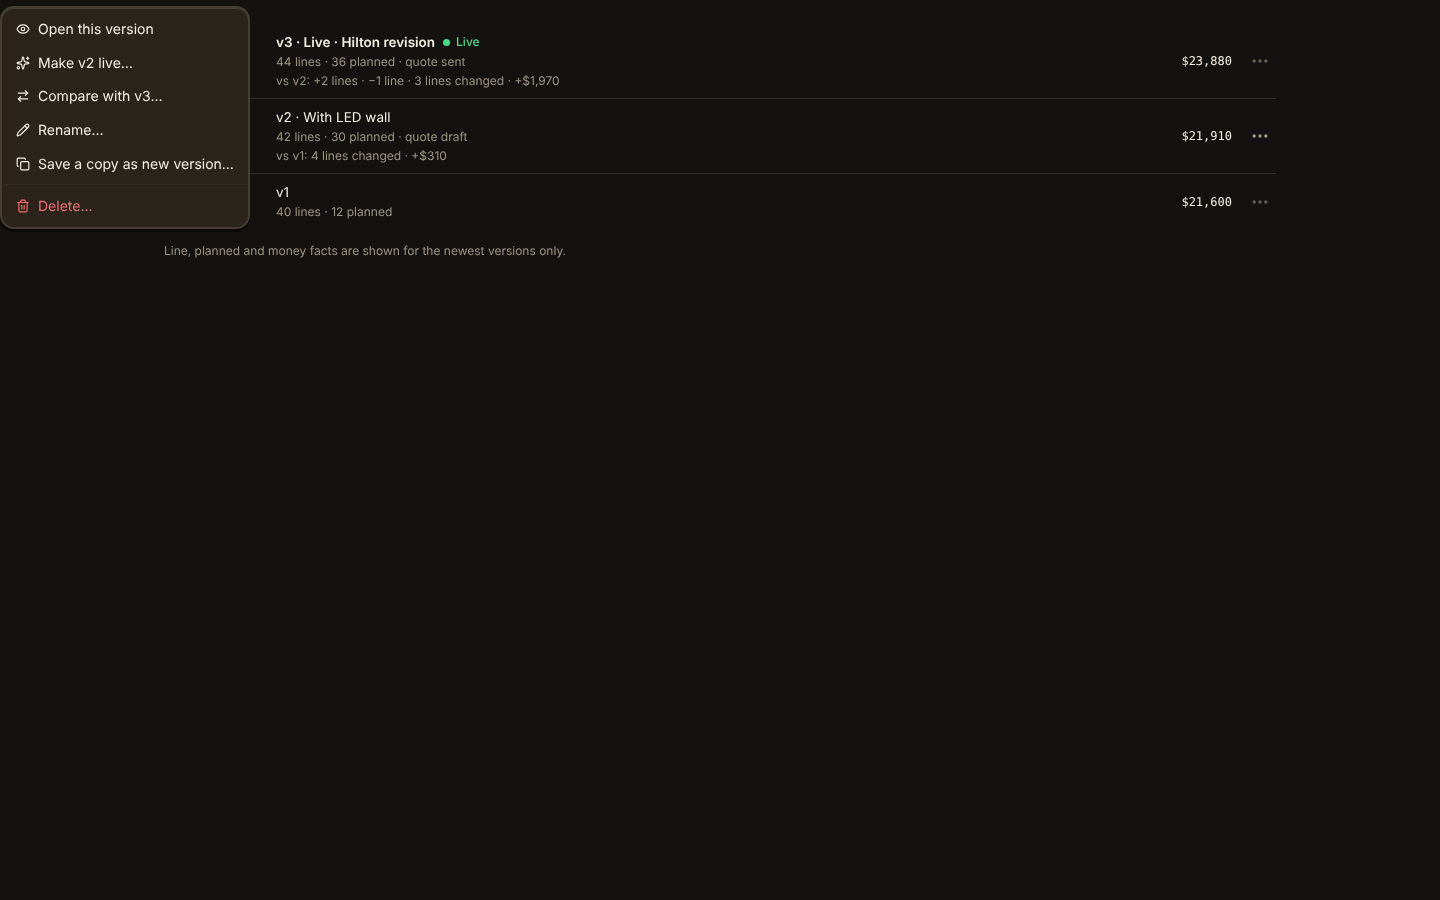 Open this version
Make v2 live...
Compare with v3...
Rename...
Save a copy as new version...
Delete...
v3 · Live · Hilton revision ● Live
44 lines · 36 planned · quote sent
vs v2: +2 lines · −1 line · 3 lines changed · +$1,970
$23,880
v2 · With LED wall
42 lines · 30 planned · quote draft
vs v1: 4 lines changed · +$310
$21,910
v1
40 lines · 12 planned
$21,600
Line, planned and money facts are shown for the newest versions only.